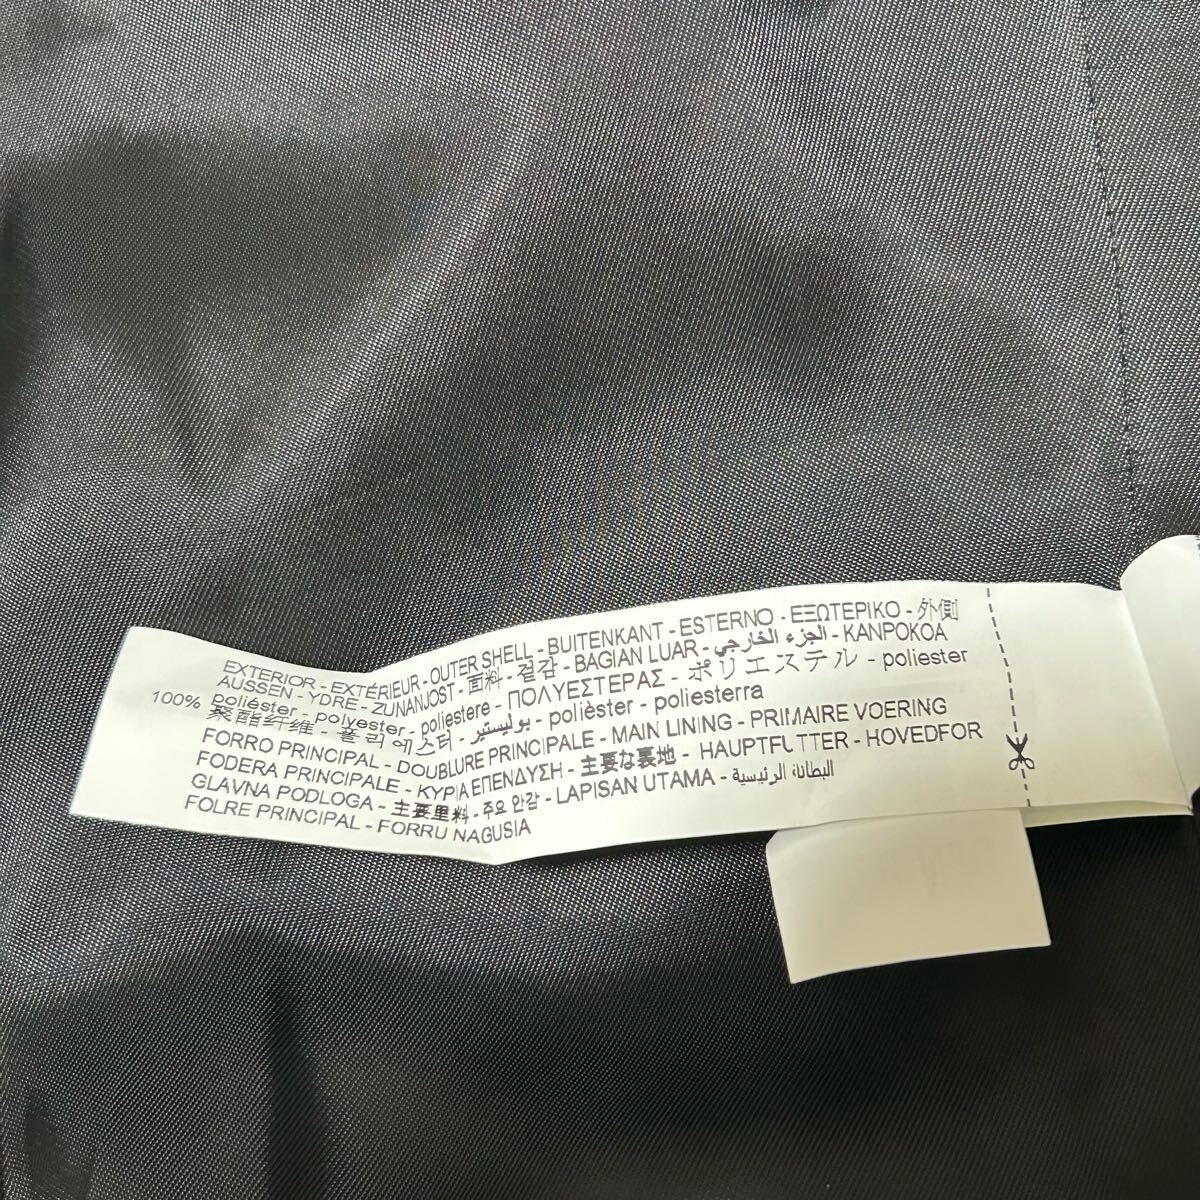 EXTERIOR - EXTÉRIEUR - OUTER SHELL - BUITENKANT - ESTERNO - ΕΞΩΤΕΡΙΚΟ - 外側
AUSSEN - YDRE - ZUNANJOST - 面料 - 겉감 - BAGIAN LUAR - الجزء الخارجي - KANPOKOA
100% poliéster - polyester - poliestere - ΠΟΛΥΕΣΤΕΡΑΣ - ポリエステル - poliester
聚酯纤维 - 폴리에스터 - بوليستير - polièster - poliesterra
FORRO PRINCIPAL - DOUBLURE PRINCIPALE - MAIN LINING - PRIMAIRE VOERING
FODERA PRINCIPALE - ΚΥΡΙΑ ΕΠΕΝΔΥΣΗ - 主要な裏地 - HAUPTFUTTER - HOVEDFOR
GLAVNA PODLOGA - 主要里料 - 주요 안감 - LAPISAN UTAMA - البطانة الرئيسية
FOLRE PRINCIPAL - FORRU NAGUSIA